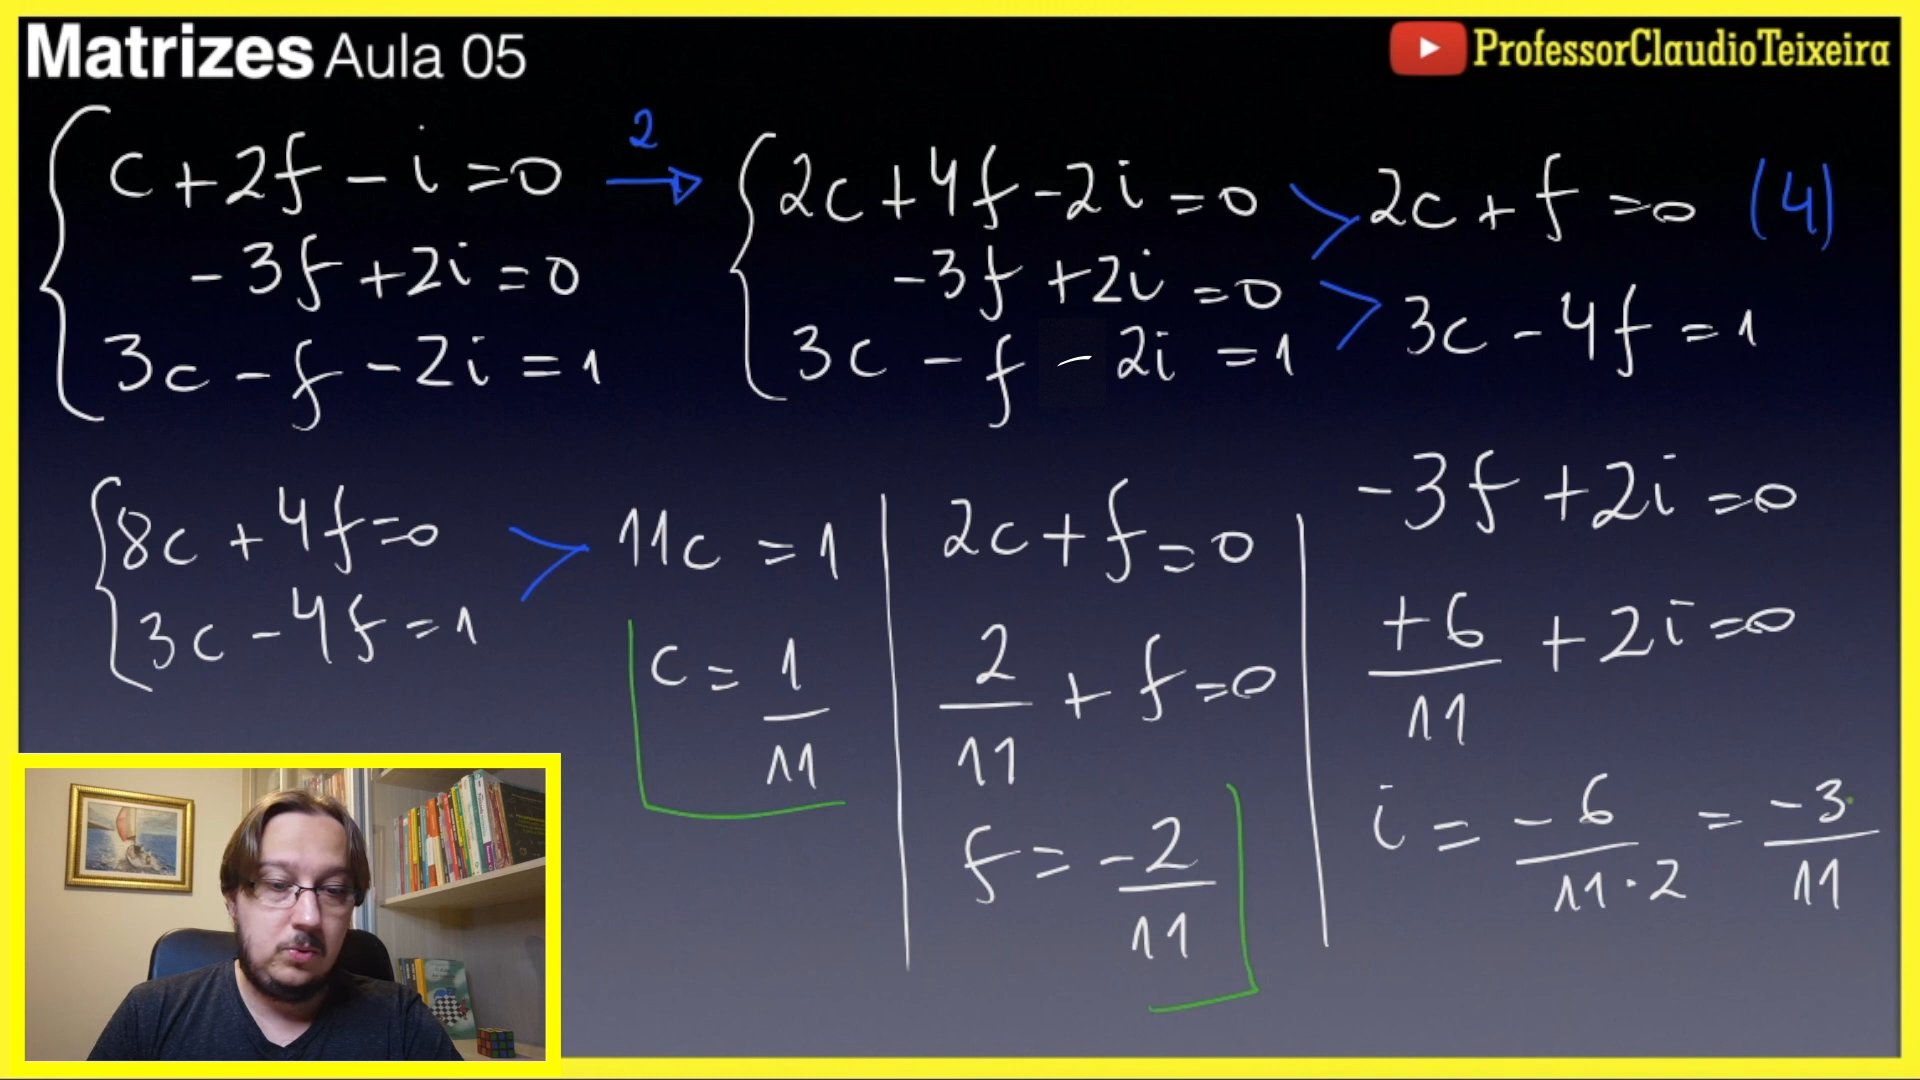 Matrizes Aula 05
ProfessorClaudioTeixeira
c + 2f - i = 0
- 3f + 2i = 0
3c - f - 2i = 1
2
2c + 4f - 2i = 0
- 3f + 2i = 0
3c - f - 2i = 1
2c + f = 0 (4)
3c - 4f = 1
8c + 4f = 0
3c - 4f = 1
11c = 1
c = 1/11
2c + f = 0
2/11 + f = 0
f = -2/11
-3f + 2i = 0
+6/11 + 2i = 0
i = -6/11·2 = -3/11